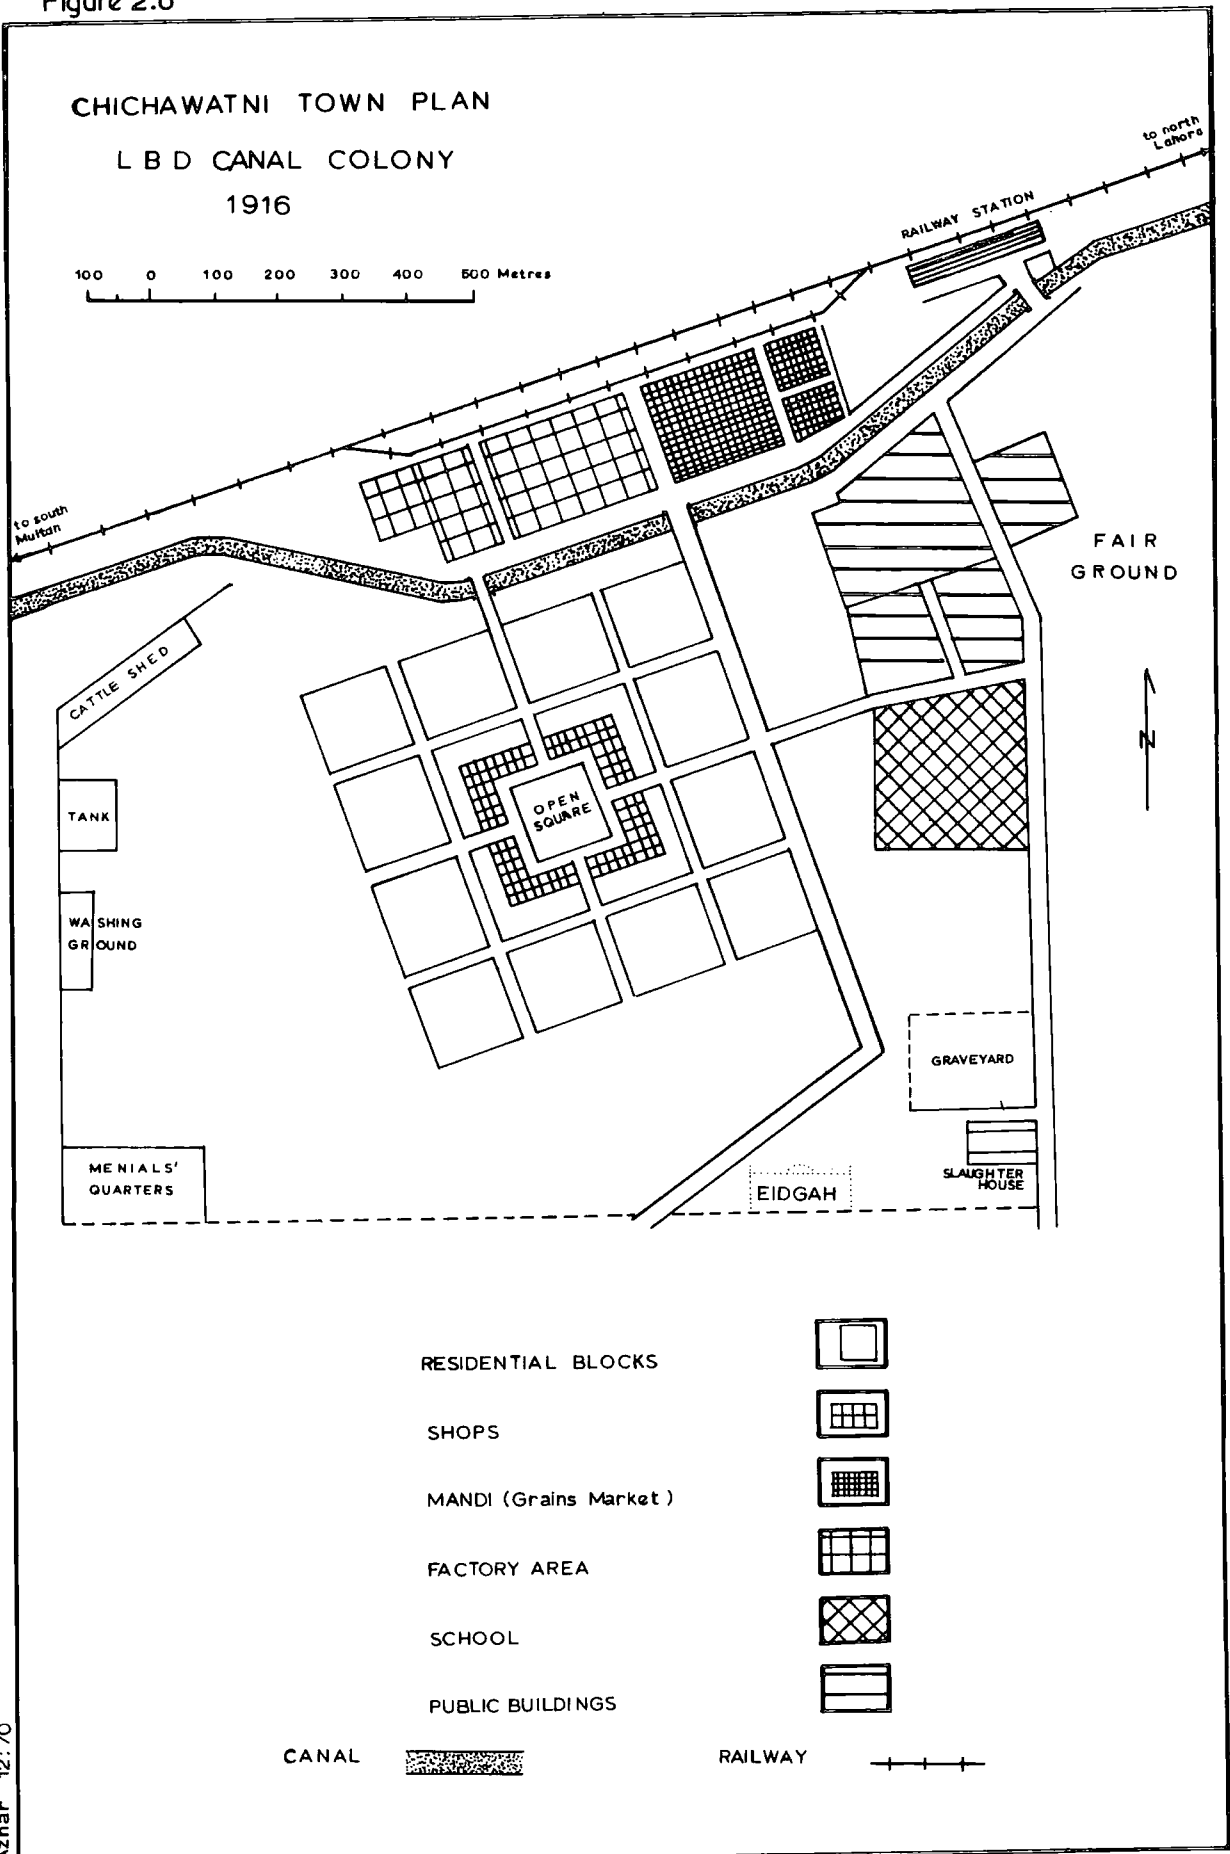 Figure 2.6
CHICHAWATNI TOWN PLAN
L B D CANAL COLONY
1916
100 0 100 200 300 400 500 Metres
to north
Lahore
RAILWAY STATION
to south
Multan
FAIR
GROUND
CATTLE SHED
N
TANK
OPEN
SQUARE
WASHING
GROUND
GRAVEYARD
MENIALS'
QUARTERS
SLAUGHTER
HOUSE
EIDGAH
RESIDENTIAL BLOCKS
SHOPS
MANDI (Grains Market)
FACTORY AREA
SCHOOL
PUBLIC BUILDINGS
CANAL
RAILWAY